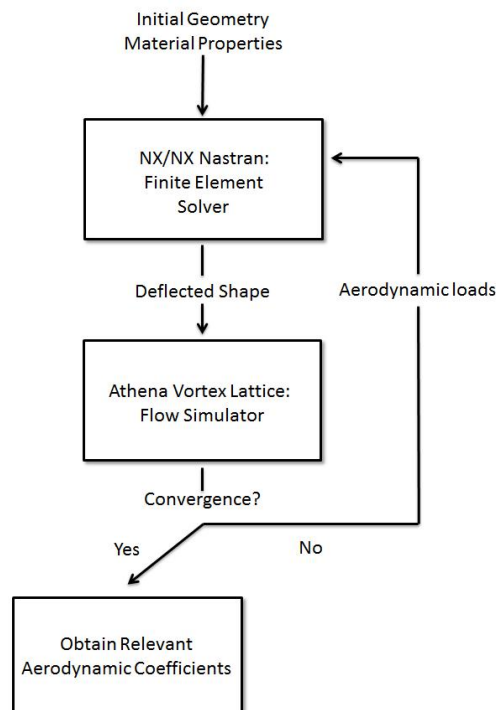 Initial Geometry
Material Properties
NX/NX Nastran:
Finite Element
Solver
Deflected Shape
Aerodynamic loads
Athena Vortex Lattice:
Flow Simulator
Convergence?
Yes
No
Obtain Relevant
Aerodynamic Coefficients